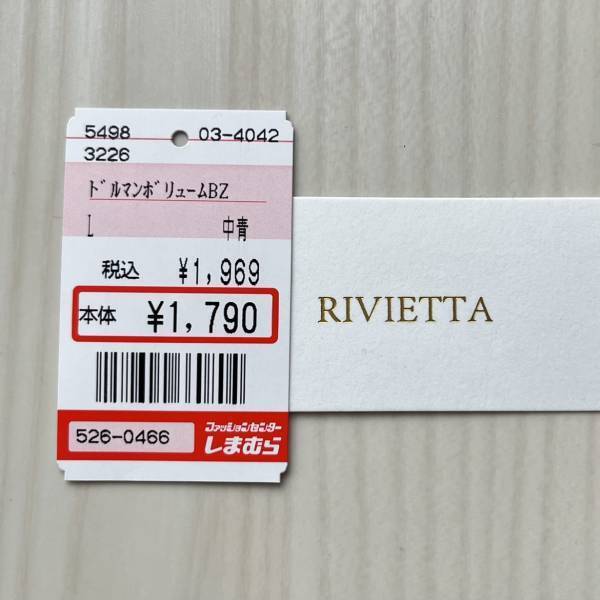 5498 03-4042
3226
ﾄﾞﾙﾏﾝﾎﾞﾘｭｰﾑBZ
L 中青
税込 ¥1,969
本体 ¥1,790
526-0466
ファッションセンター
しまむら
RIVIETTA